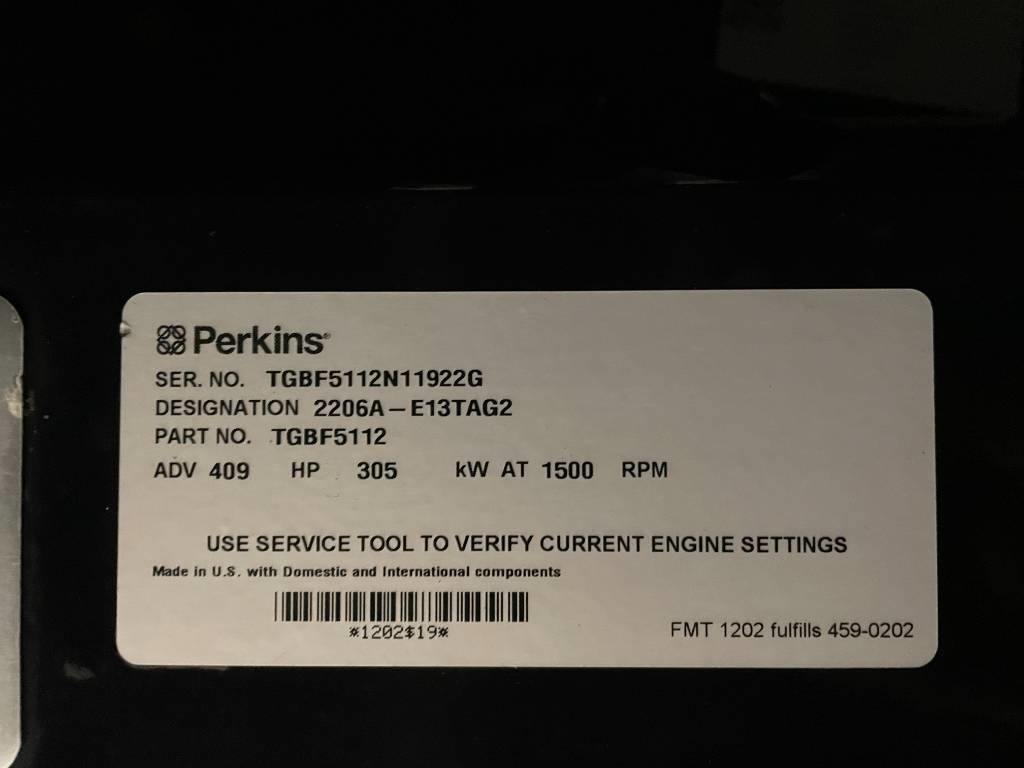 Perkins®
SER. NO. TGBF5112N11922G
DESIGNATION 2206A-E13TAG2
PART NO. TGBF5112
ADV 409 HP 305 kW AT 1500 RPM
USE SERVICE TOOL TO VERIFY CURRENT ENGINE SETTINGS
Made in U.S. with Domestic and International components
*1202$19*
FMT 1202 fulfills 459-0202